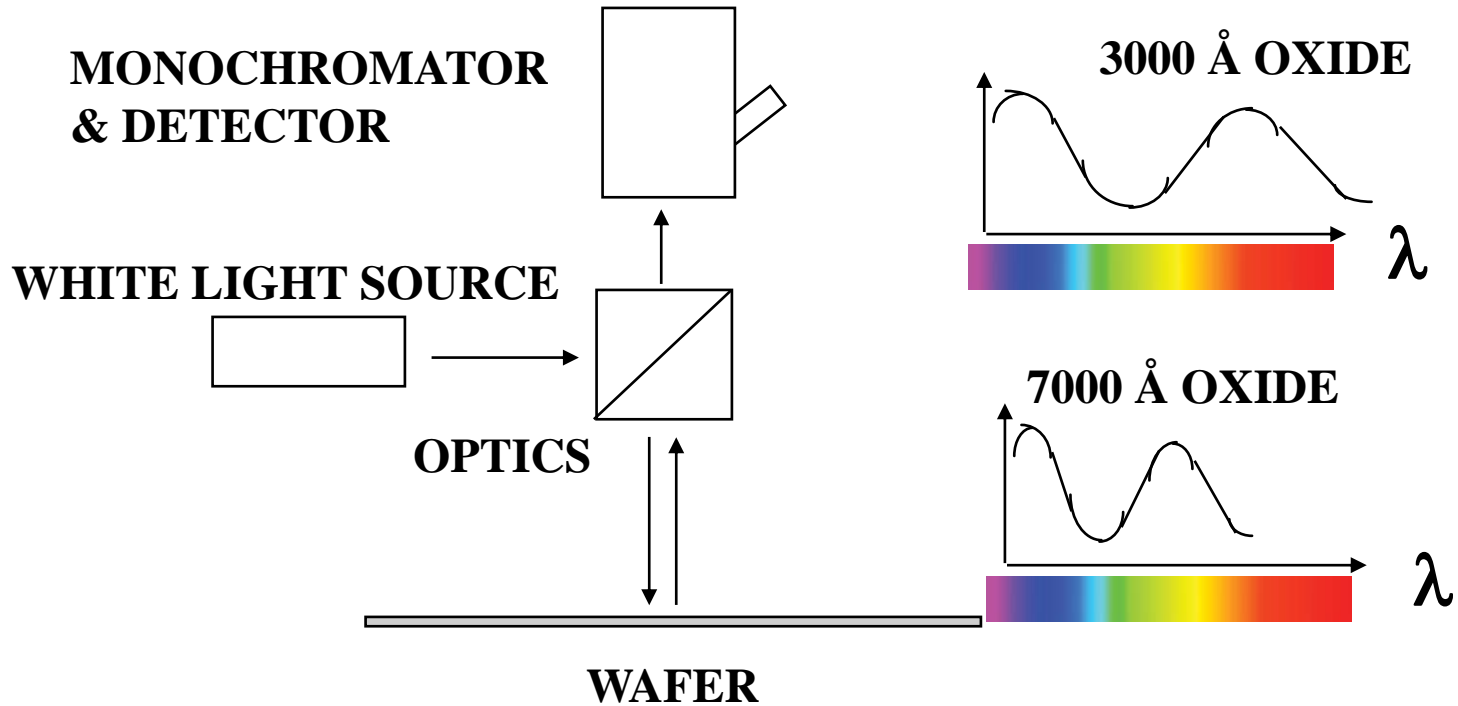 MONOCHROMATOR
& DETECTOR
3000 Å OXIDE
λ
WHITE LIGHT SOURCE
7000 Å OXIDE
OPTICS
λ
WAFER